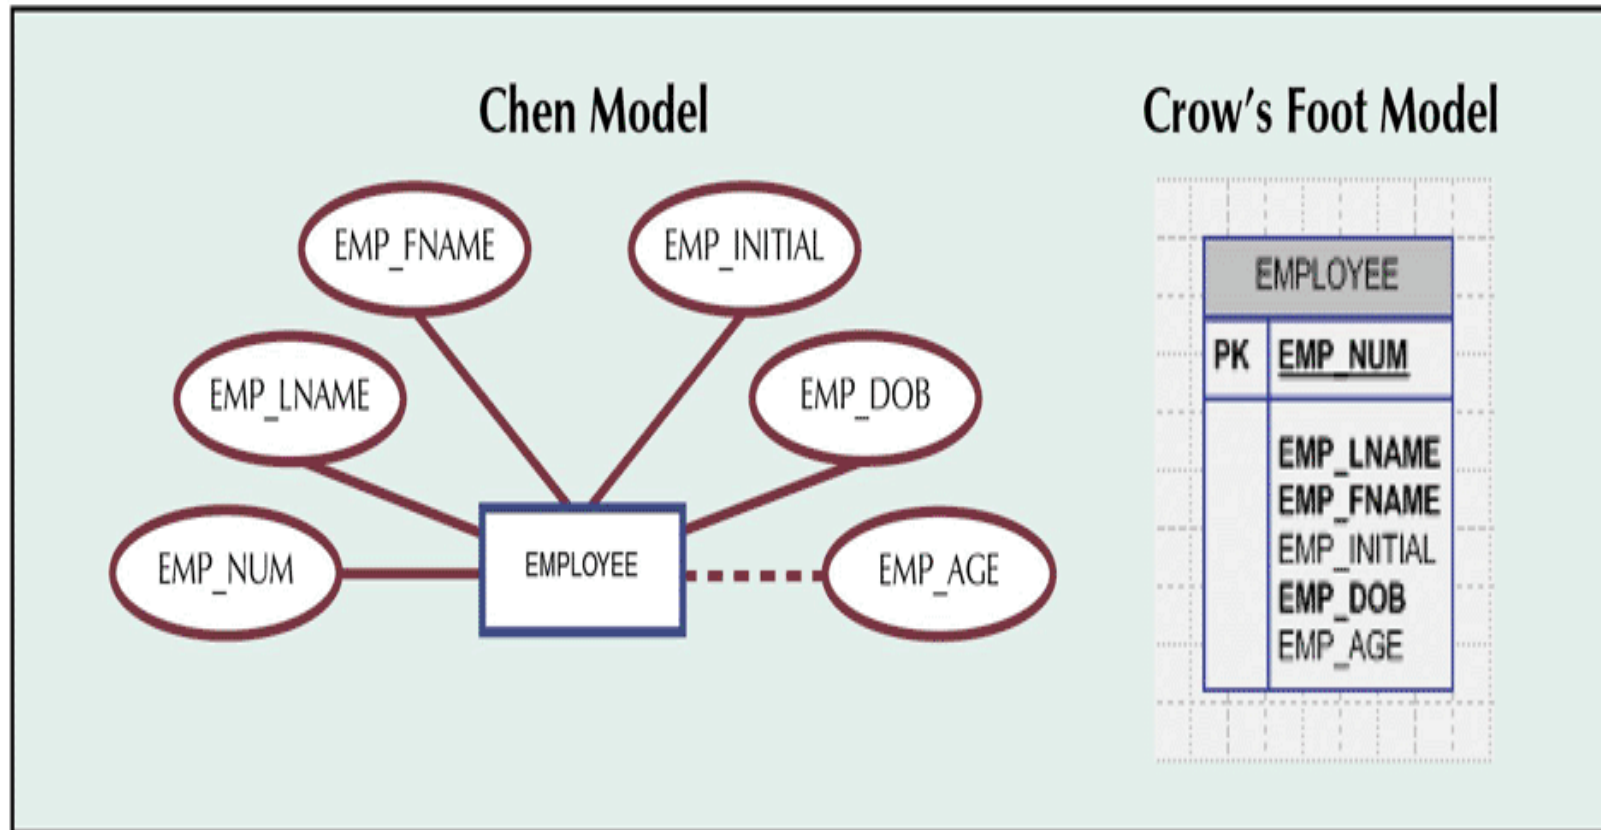 Chen Model
EMP_FNAME
EMP_INITIAL
EMP_LNAME
EMP_DOB
EMP_NUM
EMPLOYEE
EMP_AGE
Crow's Foot Model
EMPLOYEE
PK EMP_NUM
EMP_LNAME
EMP_FNAME
EMP_INITIAL
EMP_DOB
EMP_AGE